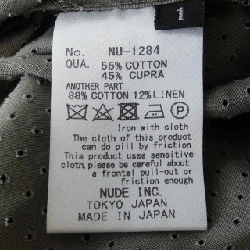 1
No. NU-1284
QUA. 55% COTTON
45% CUPRA
ANOTHER PART
88% COTTON 12% LINEN
Iron with cloth
The cloth of this product
can do pill by friction
This product uses sensitive
cloth,please be careful about
a frontal pull-out or
friction enough
NUDE INC.
TOKYO JAPAN
MADE IN JAPAN